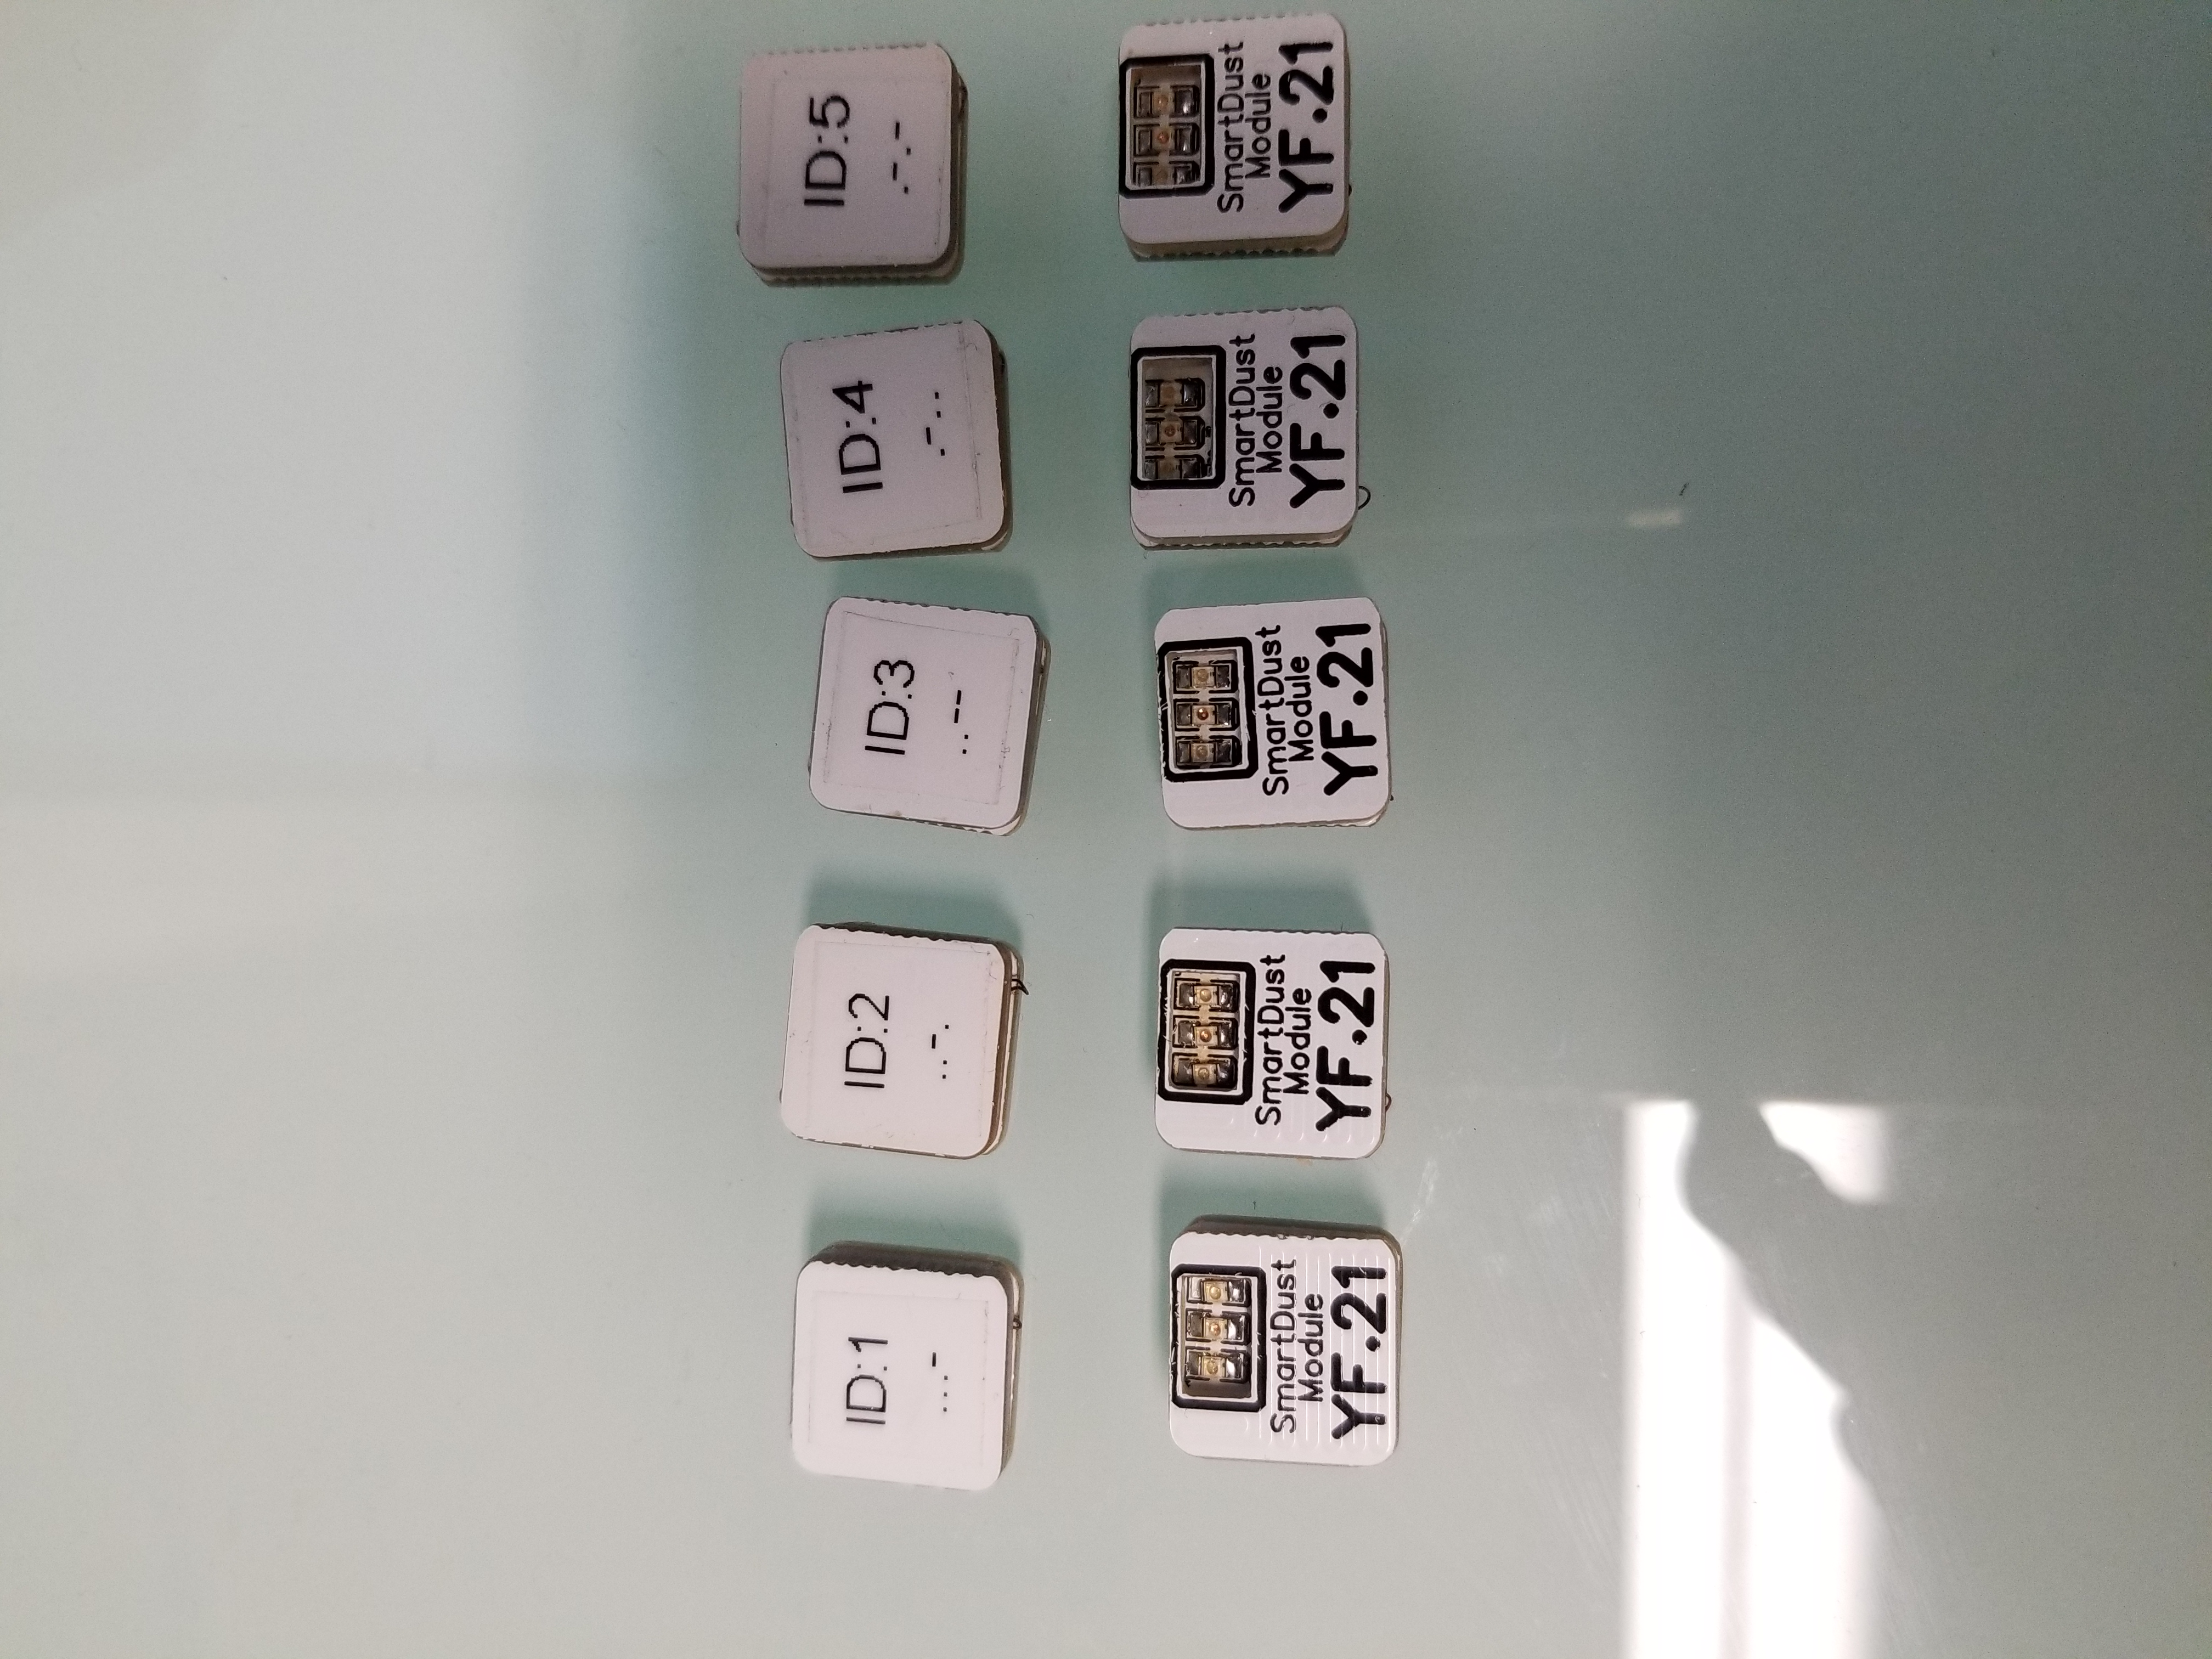 ID:1
...-
ID:2
..-.
ID:3
..--
ID:4
.-..
ID:5
.-.-
SmartDust
Module
YF.21
SmartDust
Module
YF.21
SmartDust
Module
YF.21
SmartDust
Module
YF.21
SmartDust
Module
YF.21